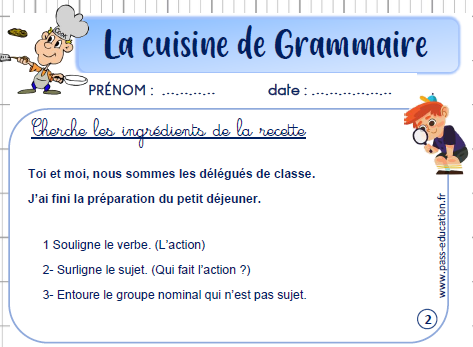 La cuisine de Grammaire
PRÉNOM : ...............   date : ..................
Cherche les ingrédients de la recette
Toi et moi, nous sommes les délégués de classe.
J'ai fini la préparation du petit déjeuner.
1 Souligne le verbe. (L'action)
2- Surligne le sujet. (Qui fait l'action ?)
3- Entoure le groupe nominal qui n'est pas sujet.
www.pass-education.fr
2